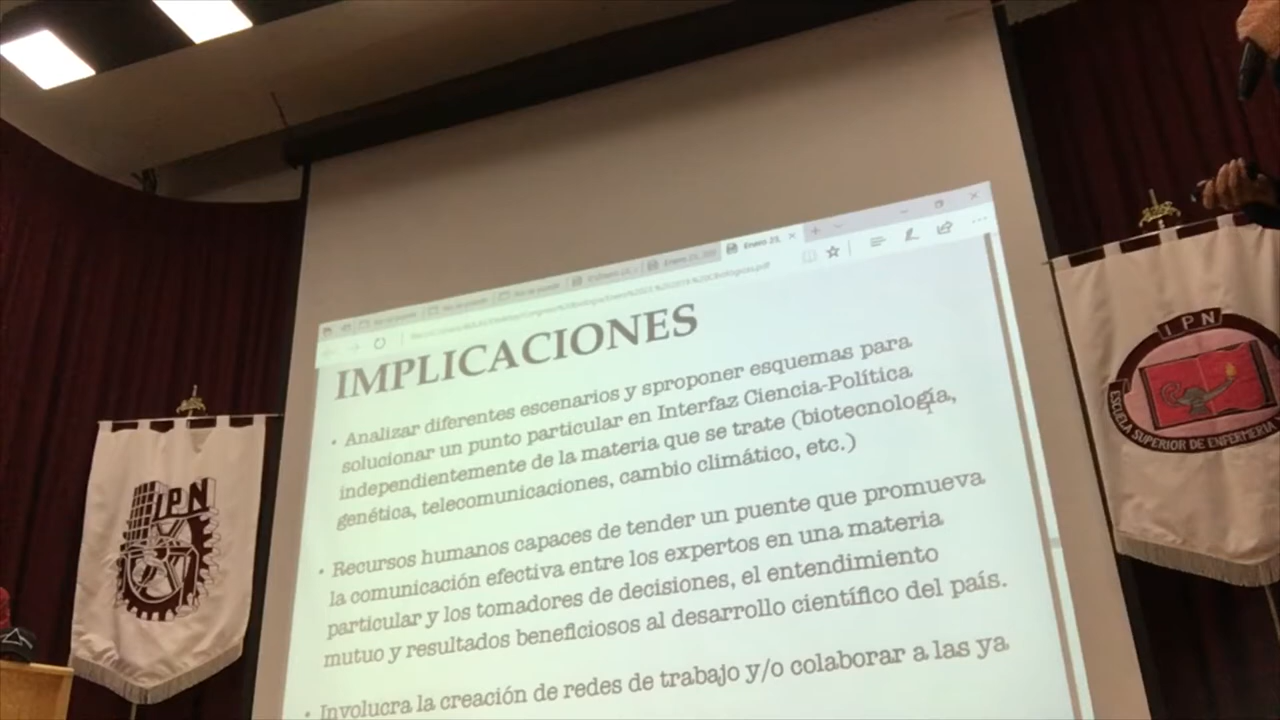 Enero 23,
IMPLICACIONES
• Analizar diferentes escenarios y sproponer esquemas para
solucionar un punto particular en Interfaz Ciencia-Política
independientemente de la materia que se trate (biotecnología,
genética, telecomunicaciones, cambio climático, etc.)
• Recursos humanos capaces de tender un puente que promueva
la comunicación efectiva entre los expertos en una materia
particular y los tomadores de decisiones, el entendimiento
mutuo y resultados beneficiosos al desarrollo científico del país.
• Involucra la creación de redes de trabajo y/o colaborar a las ya
IPN
IPN
ESCUELA SUPERIOR DE ENFERMERIA